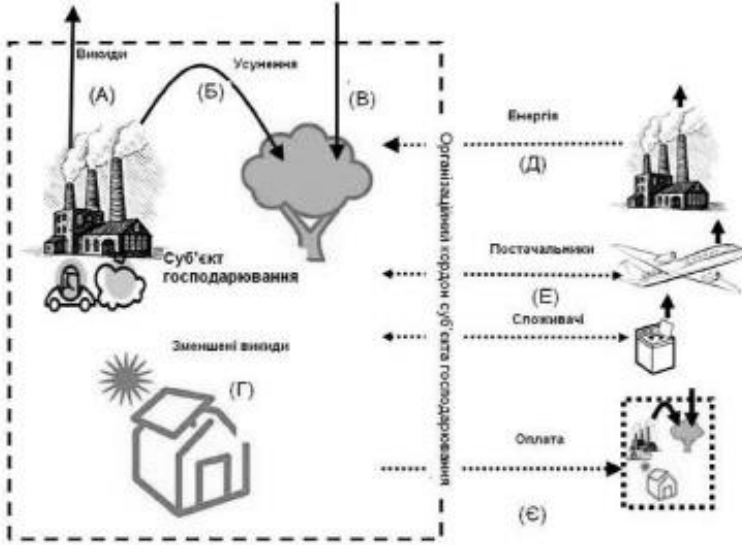 Викиди
(А)
Усунення
(Б)
(В)
Суб'єкт
господарювання
Зменшені викиди
(Г)
Організаційний кордон суб'єкта господарювання
Енергія
(Д)
Постачальники
(Е)
Споживачі
Оплата
(Є)